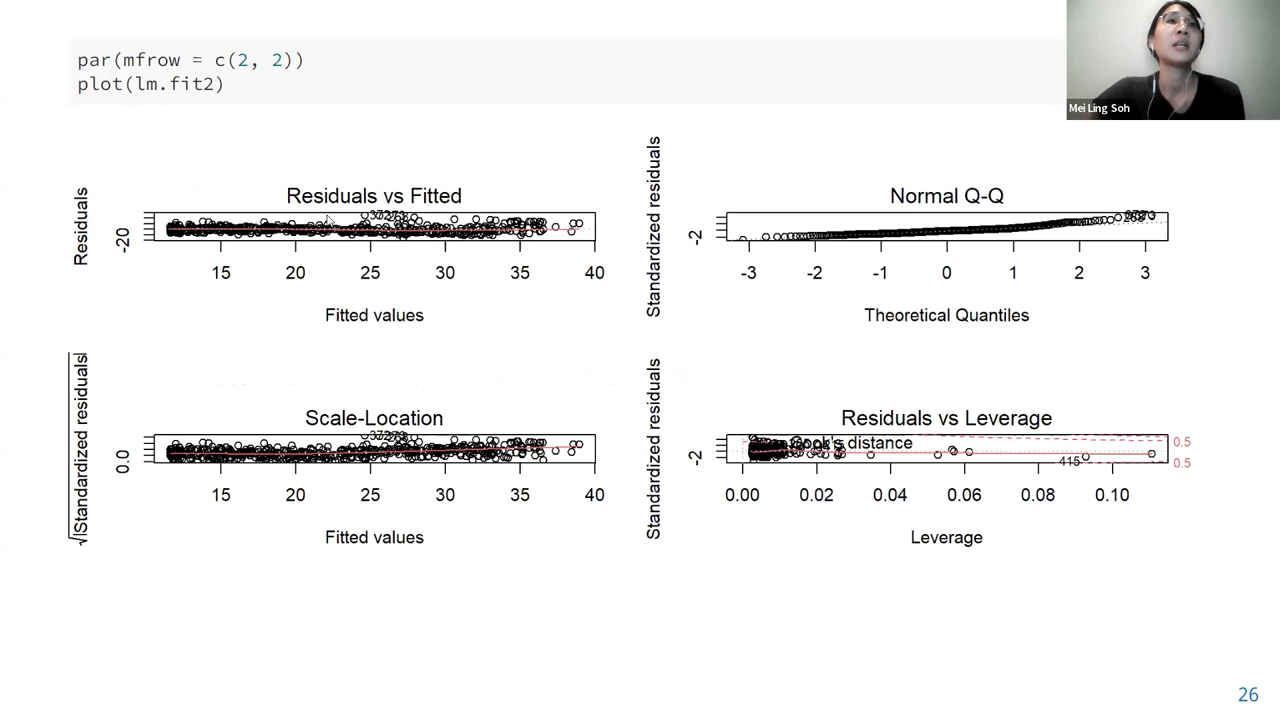 par(mfrow = c(2, 2))
plot(lm.fit2)
Mei Ling Soh
Residuals vs Fitted
Residuals
-20
15 20 25 30 35 40
Fitted values
Normal Q-Q
Standardized residuals
-2
-3 -2 -1 0 1 2 3
Theoretical Quantiles
Scale-Location
√|Standardized residuals|
0.0
15 20 25 30 35 40
Fitted values
Residuals vs Leverage
Standardized residuals
-2
Cook's distance
415
0.5
0.5
0.00 0.02 0.04 0.06 0.08 0.10
Leverage
26